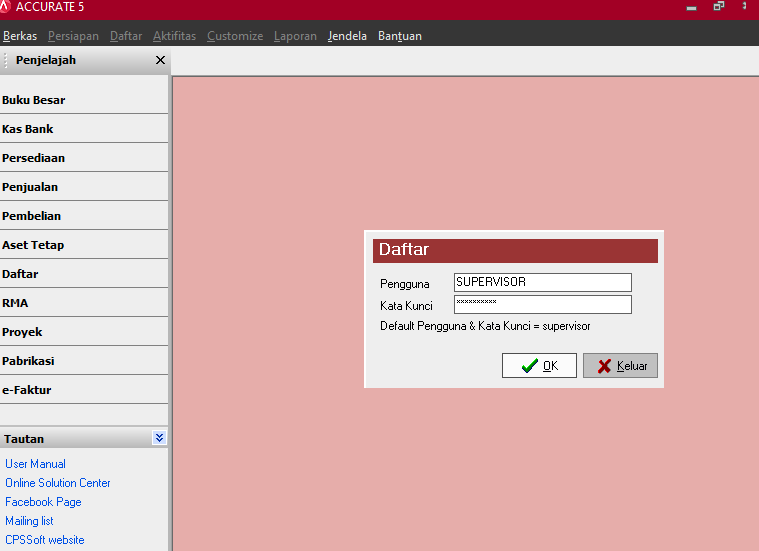 ACCURATE 5
Berkas Persiapan Daftar Aktifitas Customize Laporan Jendela Bantuan
Penjelajah
Buku Besar
Kas Bank
Persediaan
Penjualan
Pembelian
Aset Tetap
Daftar
RMA
Proyek
Pabrikasi
e-Faktur
Tautan
User Manual
Online Solution Center
Facebook Page
Mailing list
CPSSoft website
Daftar
Pengguna SUPERVISOR
Kata Kunci **********
Default Pengguna & Kata Kunci = supervisor
OK Keluar